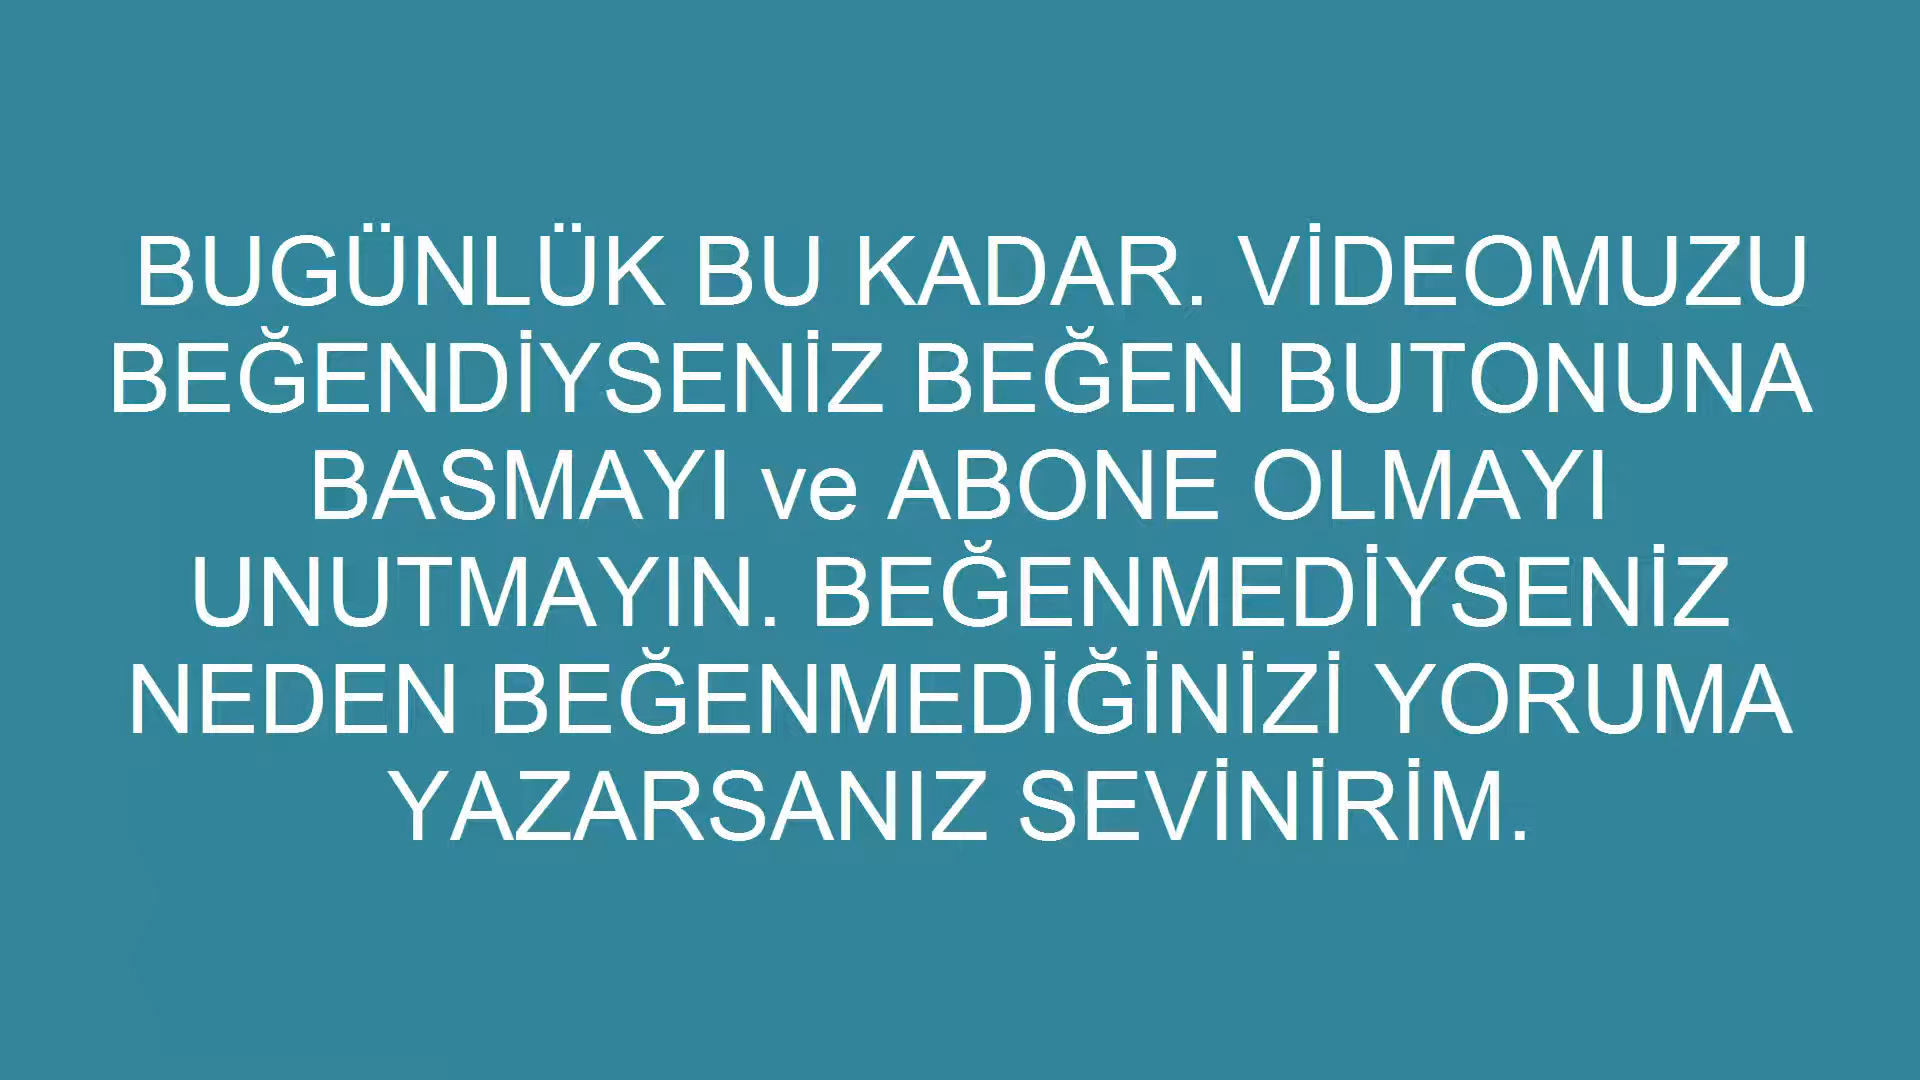 BUGÜNLÜK BU KADAR. VİDEOMUZU
BEĞENDİYSENİZ BEĞEN BUTONUNA
BASMAYI ve ABONE OLMAYI
UNUTMAYIN. BEĞENMEDİYSENİZ
NEDEN BEĞENMEDİĞİNİZİ YORUMA
YAZARSANIZ SEVİNİRİM.